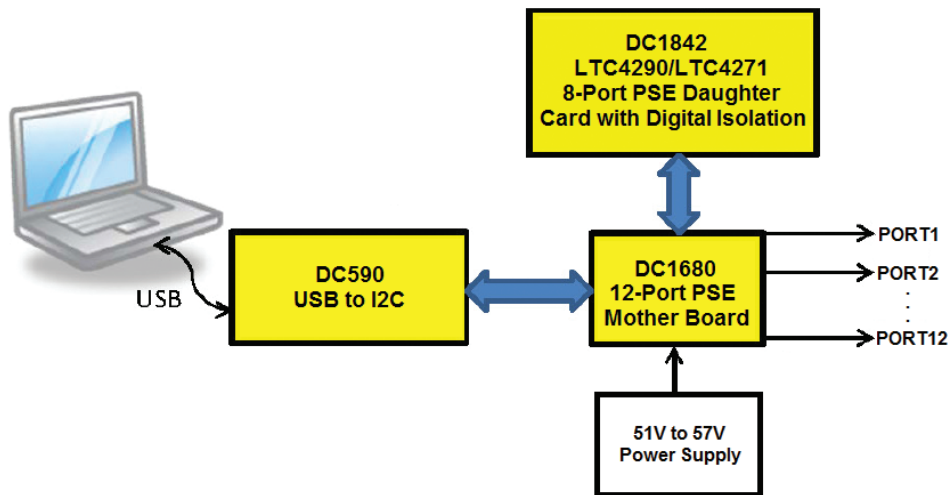 DC1842
LTC4290/LTC4271
8-Port PSE Daughter
Card with Digital Isolation
USB
DC590
USB to I2C
DC1680
12-Port PSE
Mother Board
PORT1
PORT2
.
.
.
PORT12
51V to 57V
Power Supply